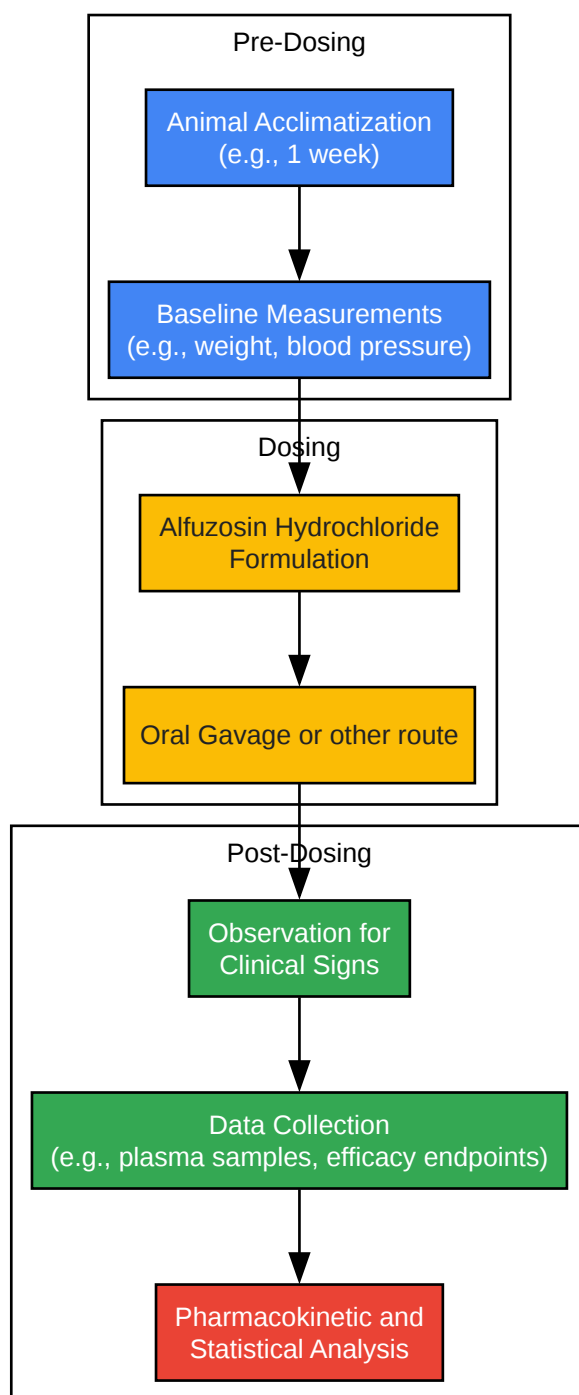 Pre-Dosing
Animal Acclimatization
(e.g., 1 week)
Baseline Measurements
(e.g., weight, blood pressure)
Dosing
Alfuzosin Hydrochloride
Formulation
Oral Gavage or other route
Post-Dosing
Observation for
Clinical Signs
Data Collection
(e.g., plasma samples, efficacy endpoints)
Pharmacokinetic and
Statistical Analysis